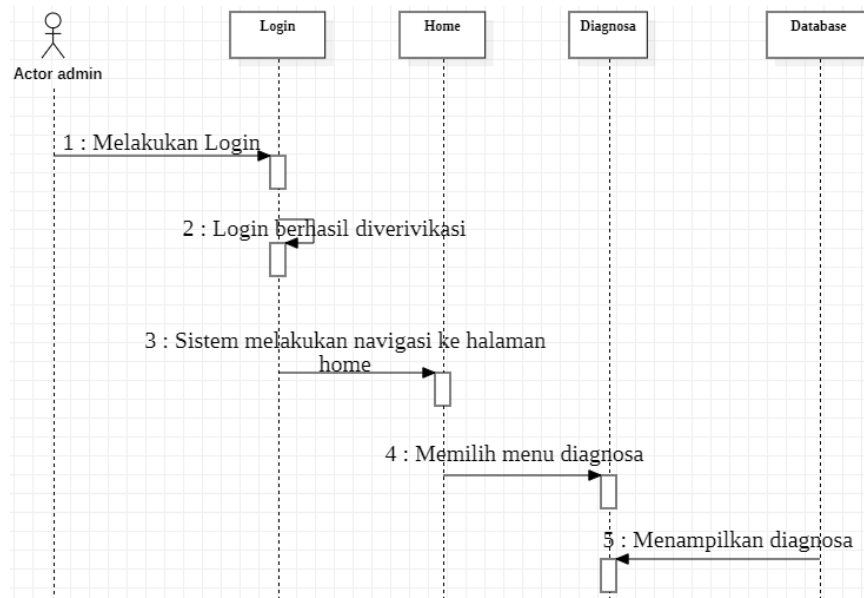 Login
Home
Diagnosa
Database
Actor admin
1 : Melakukan Login
2 : Login berhasil diverivikasi
3 : Sistem melakukan navigasi ke halaman
home
4 : Memilih menu diagnosa
5 : Menampilkan diagnosa